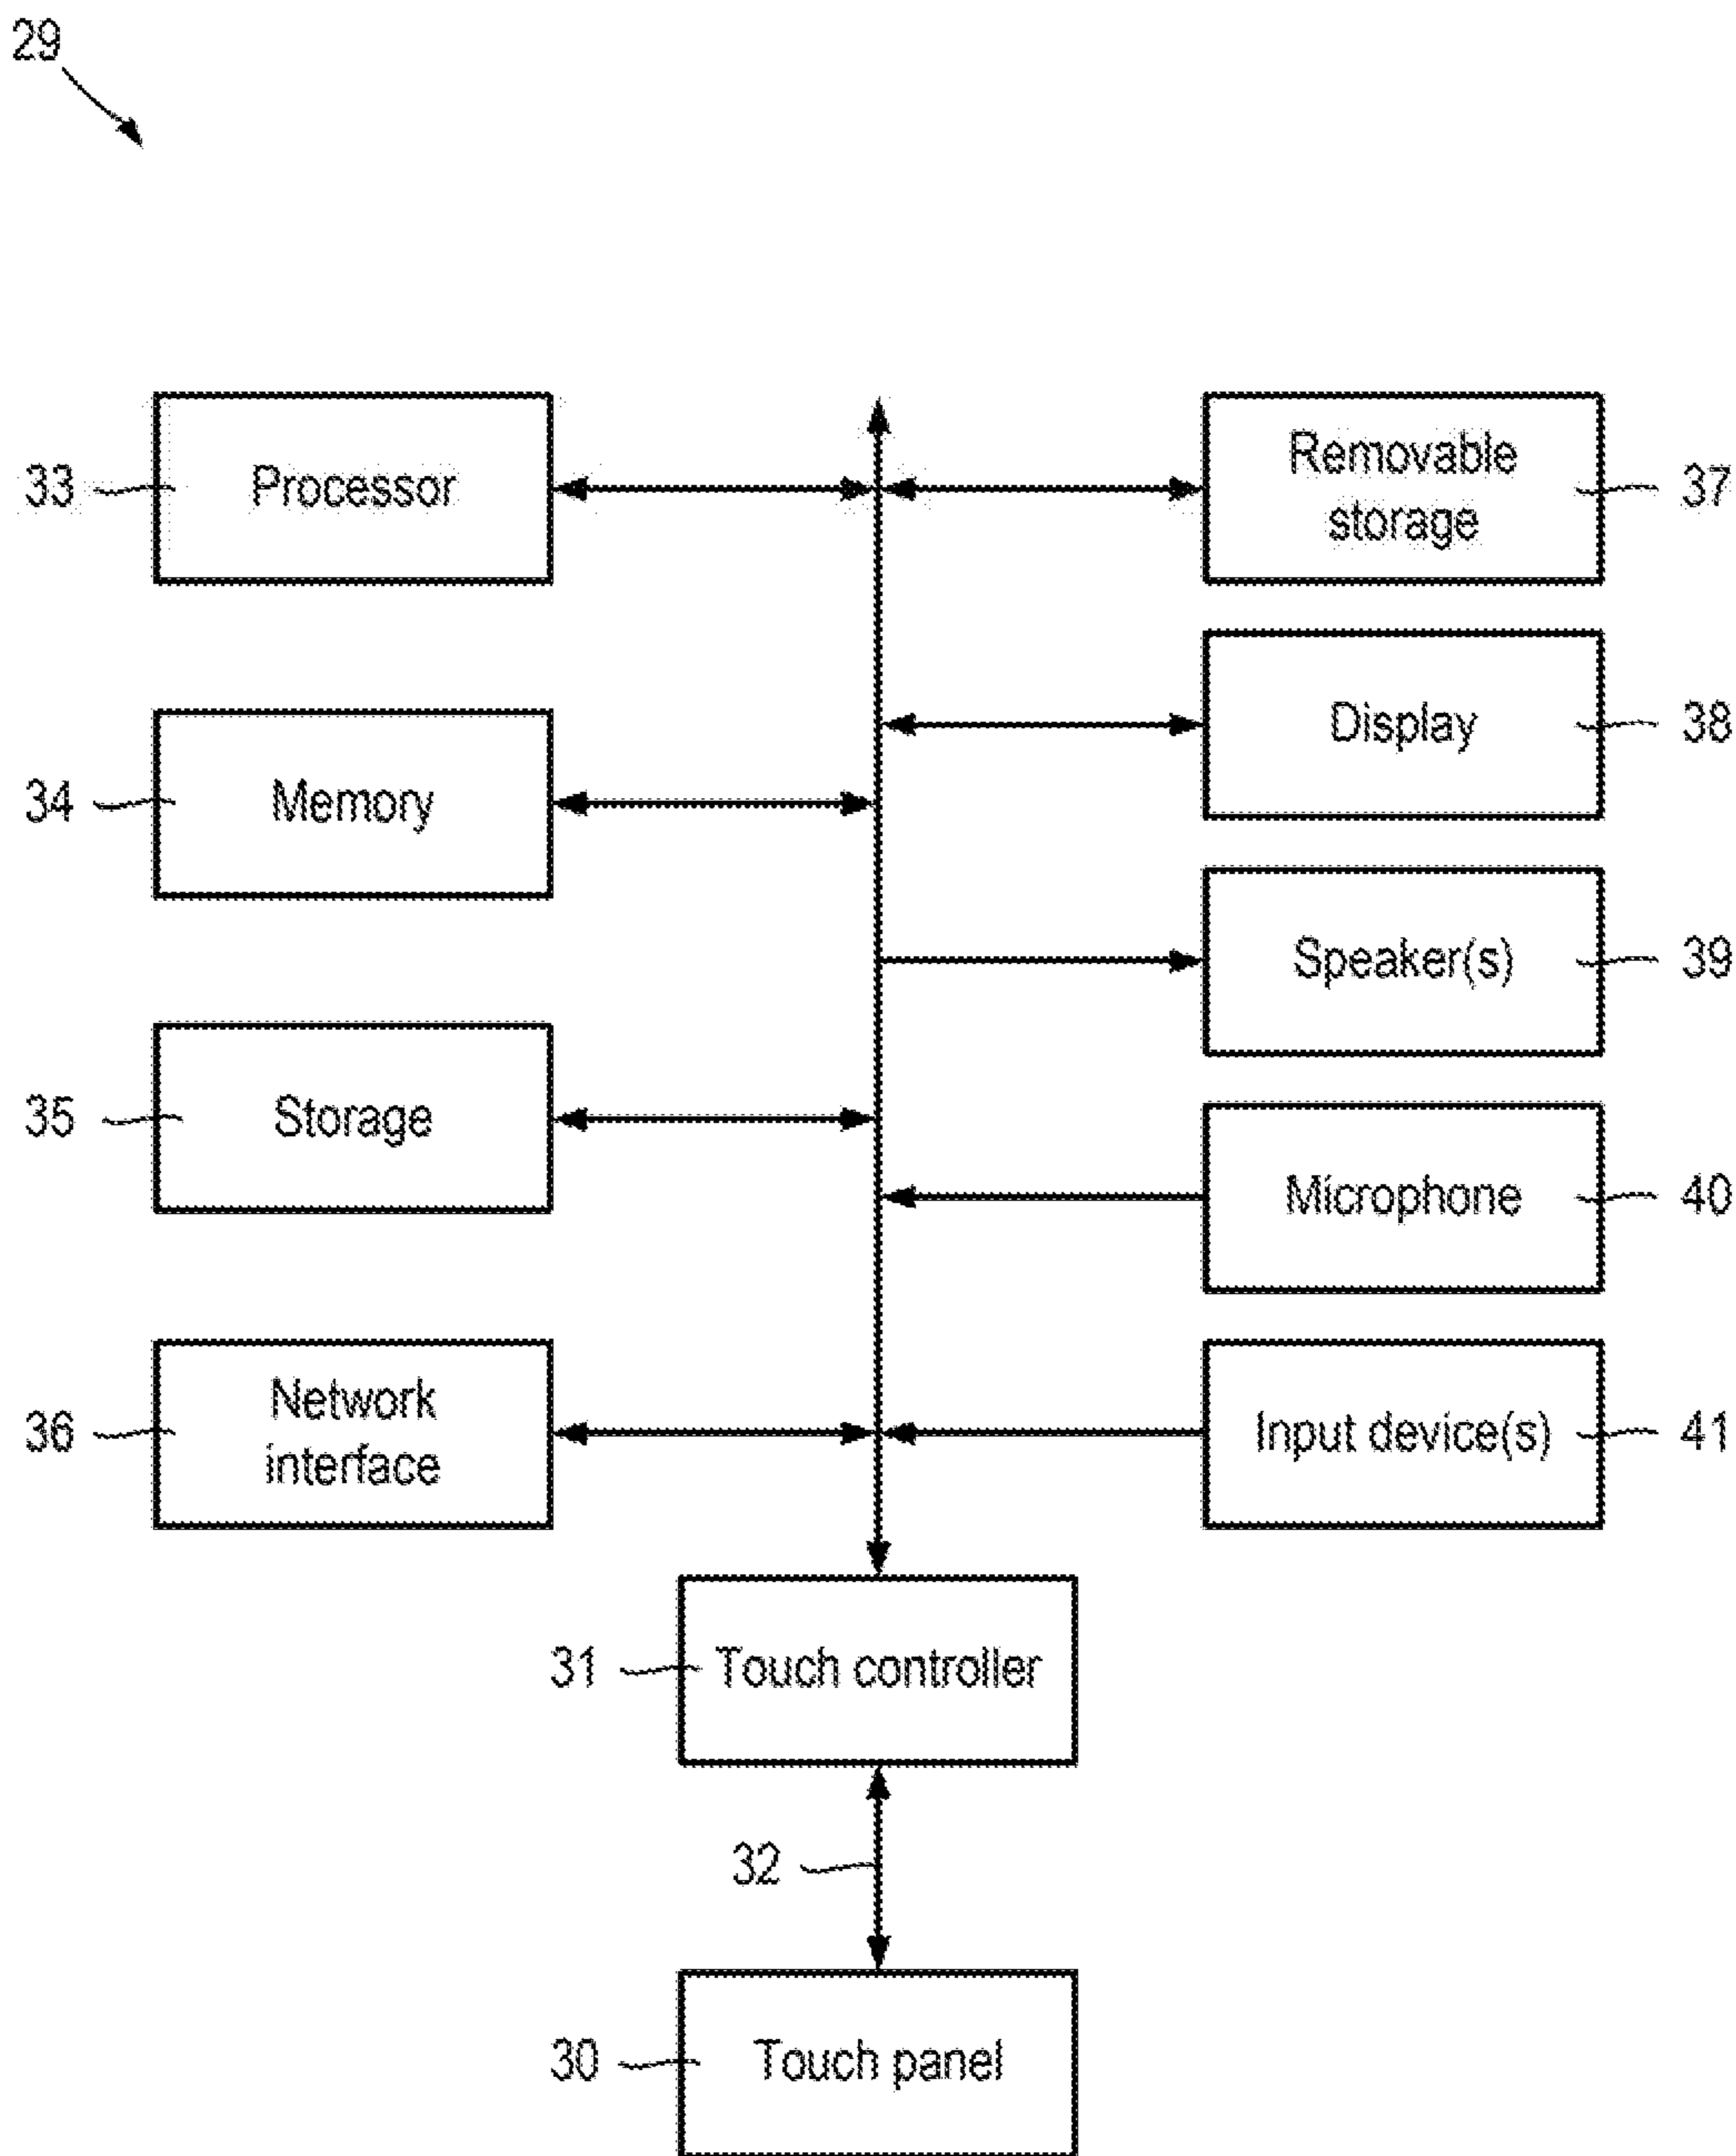 29
33
Processor
Removable
storage
37
Display
38
34
Memory
Speaker(s)
39
35
Storage
Microphone
40
36
Network
interface
Input device(s)
41
31
Touch controller
32
30
Touch panel